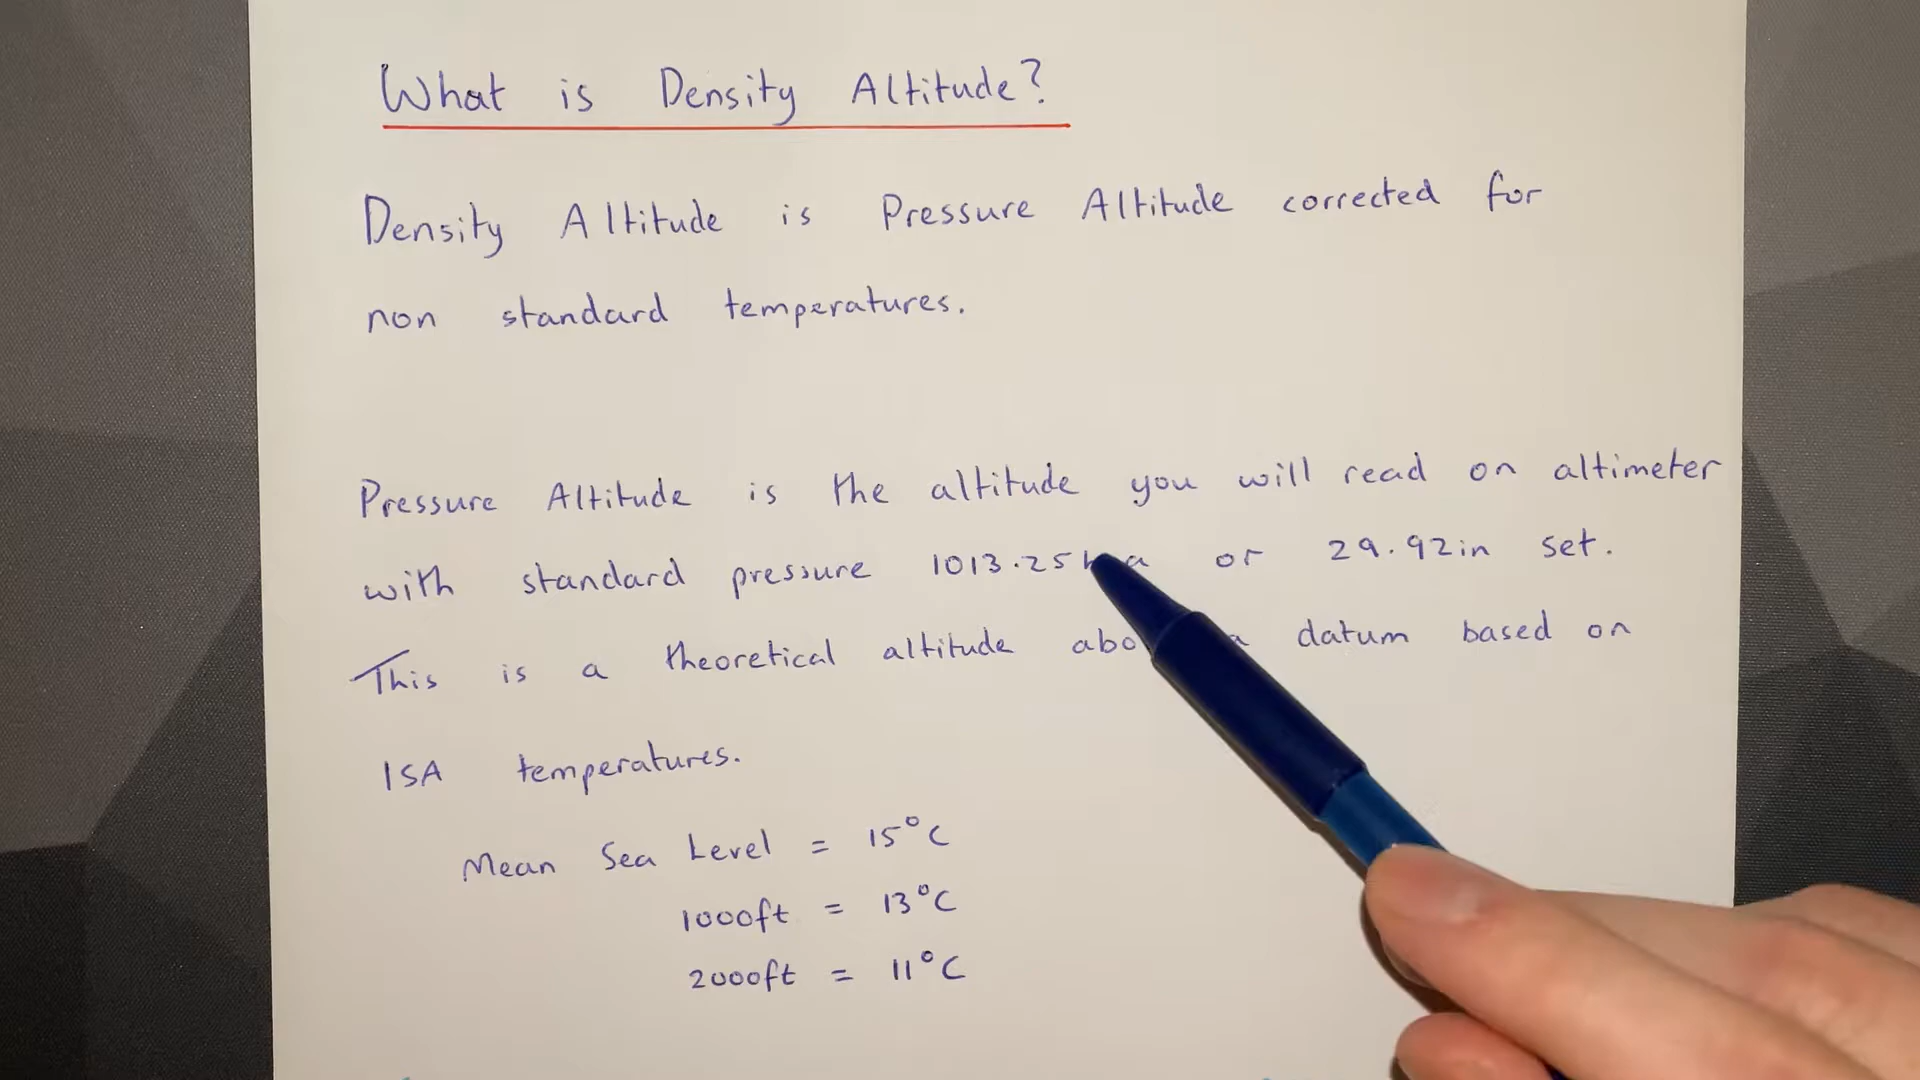 What is Density Altitude?
Density Altitude is Pressure Altitude corrected for
non standard temperatures.
Pressure Altitude is the altitude you will read on altimeter
with standard pressure 1013.25 or 29.92in set.
This is a theoretical altitude a datum based on
ISA temperatures.
Mean Sea Level = 15°C
1000ft = 13°C
2000ft = 11°C